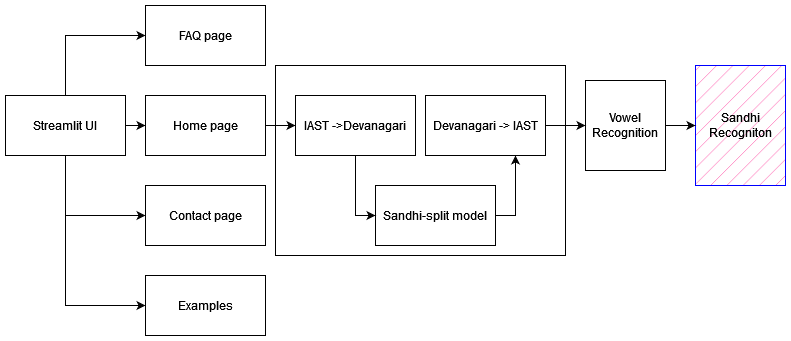 FAQ page
Streamlit UI
Home page
IAST ->Devanagari
Devanagari -> IAST
Vowel
Recognition
Sandhi
Recogniton
Contact page
Sandhi-split model
Examples